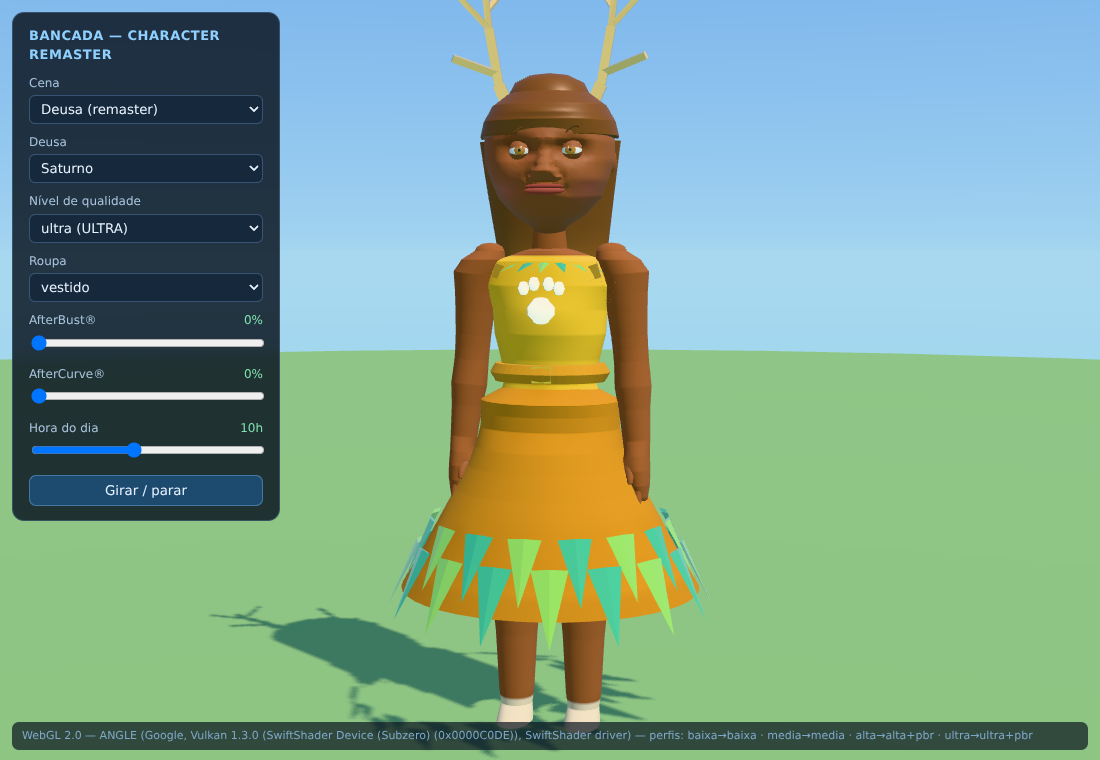 BANCADA — CHARACTER
REMASTER
Cena
Deusa (remaster)
Deusa
Saturno
Nível de qualidade
ultra (ULTRA)
Roupa
vestido
AfterBust® 0%
AfterCurve® 0%
Hora do dia 10h
Girar / parar
WebGL 2.0 — ANGLE (Google, Vulkan 1.3.0 (SwiftShader Device (Subzero) (0x0000C0DE)), SwiftShader driver) — perfis: baixa→baixa · media→media · alta→alta+pbr · ultra→ultra+pbr